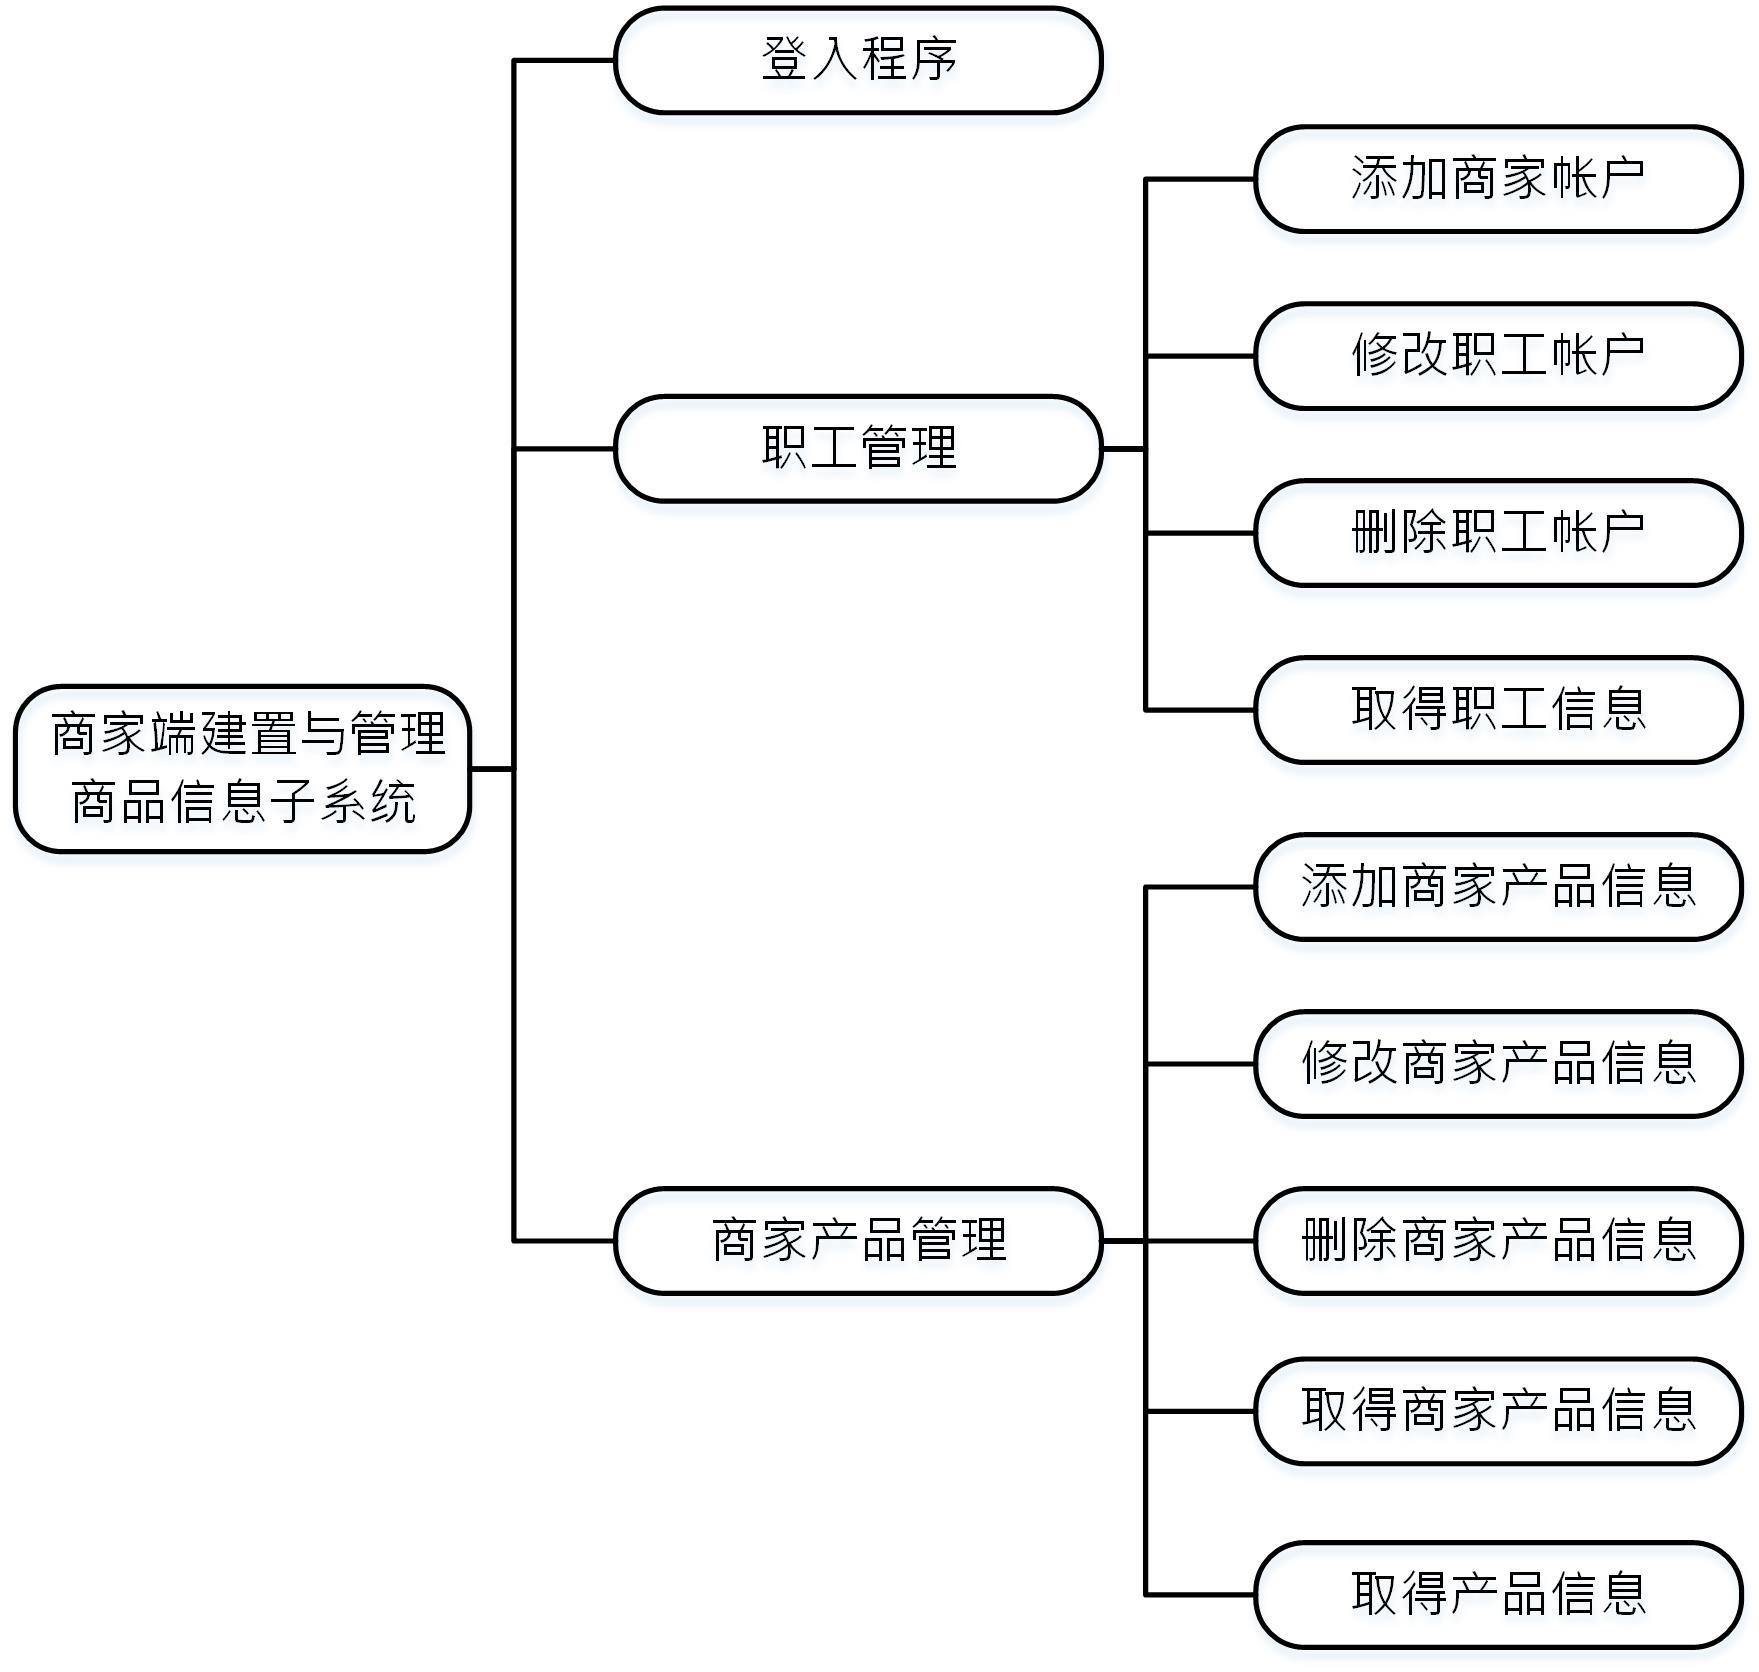 登入程序
添加商家帐户
修改职工帐户
职工管理
删除职工帐户
取得职工信息
商家端建置与管理
商品信息子系统
添加商家产品信息
修改商家产品信息
商家产品管理
删除商家产品信息
取得商家产品信息
取得产品信息